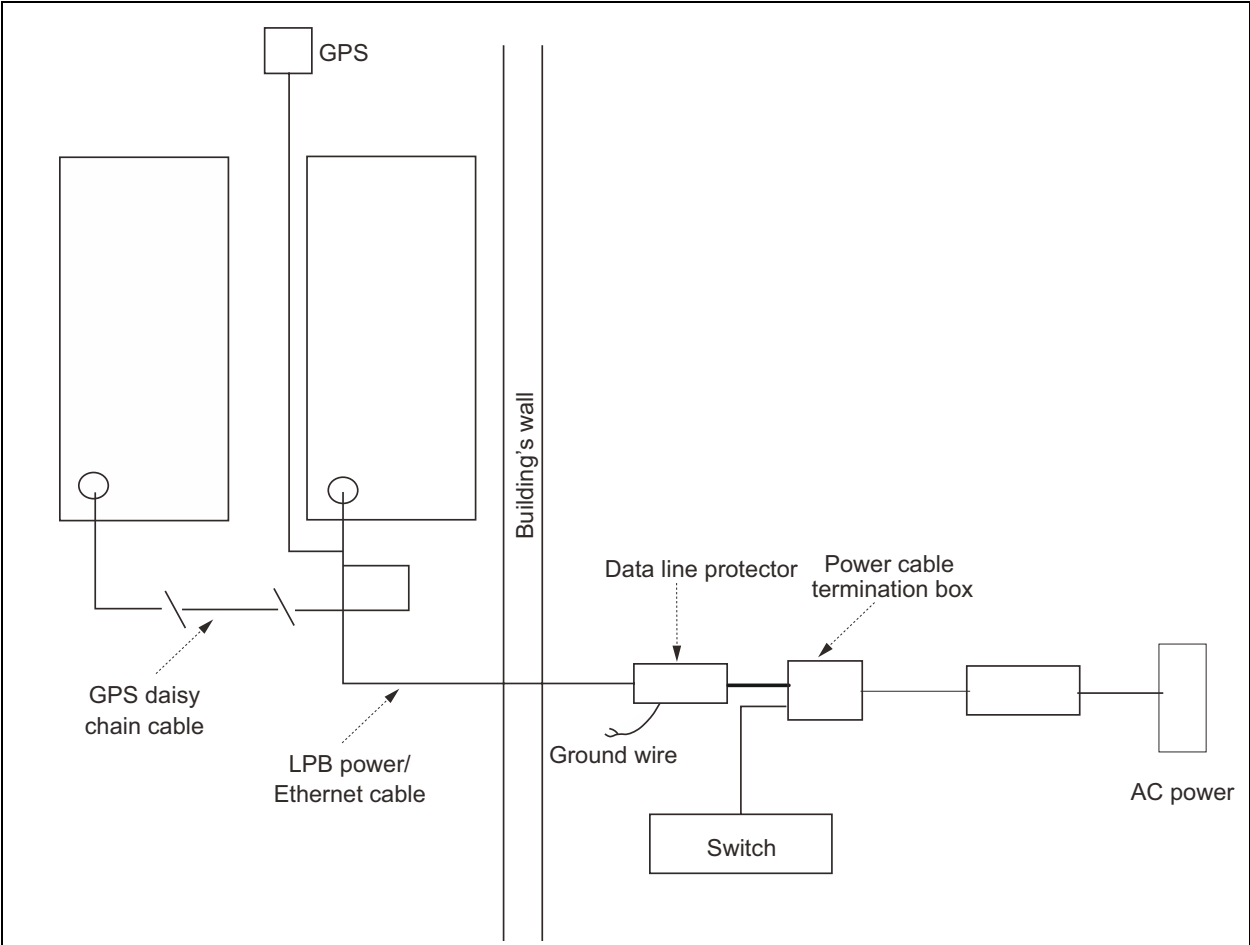 GPS
Building's wall
Data line protector
Power cable
termination box
GPS daisy
chain cable
LPB power/
Ethernet cable
Ground wire
Switch
AC power